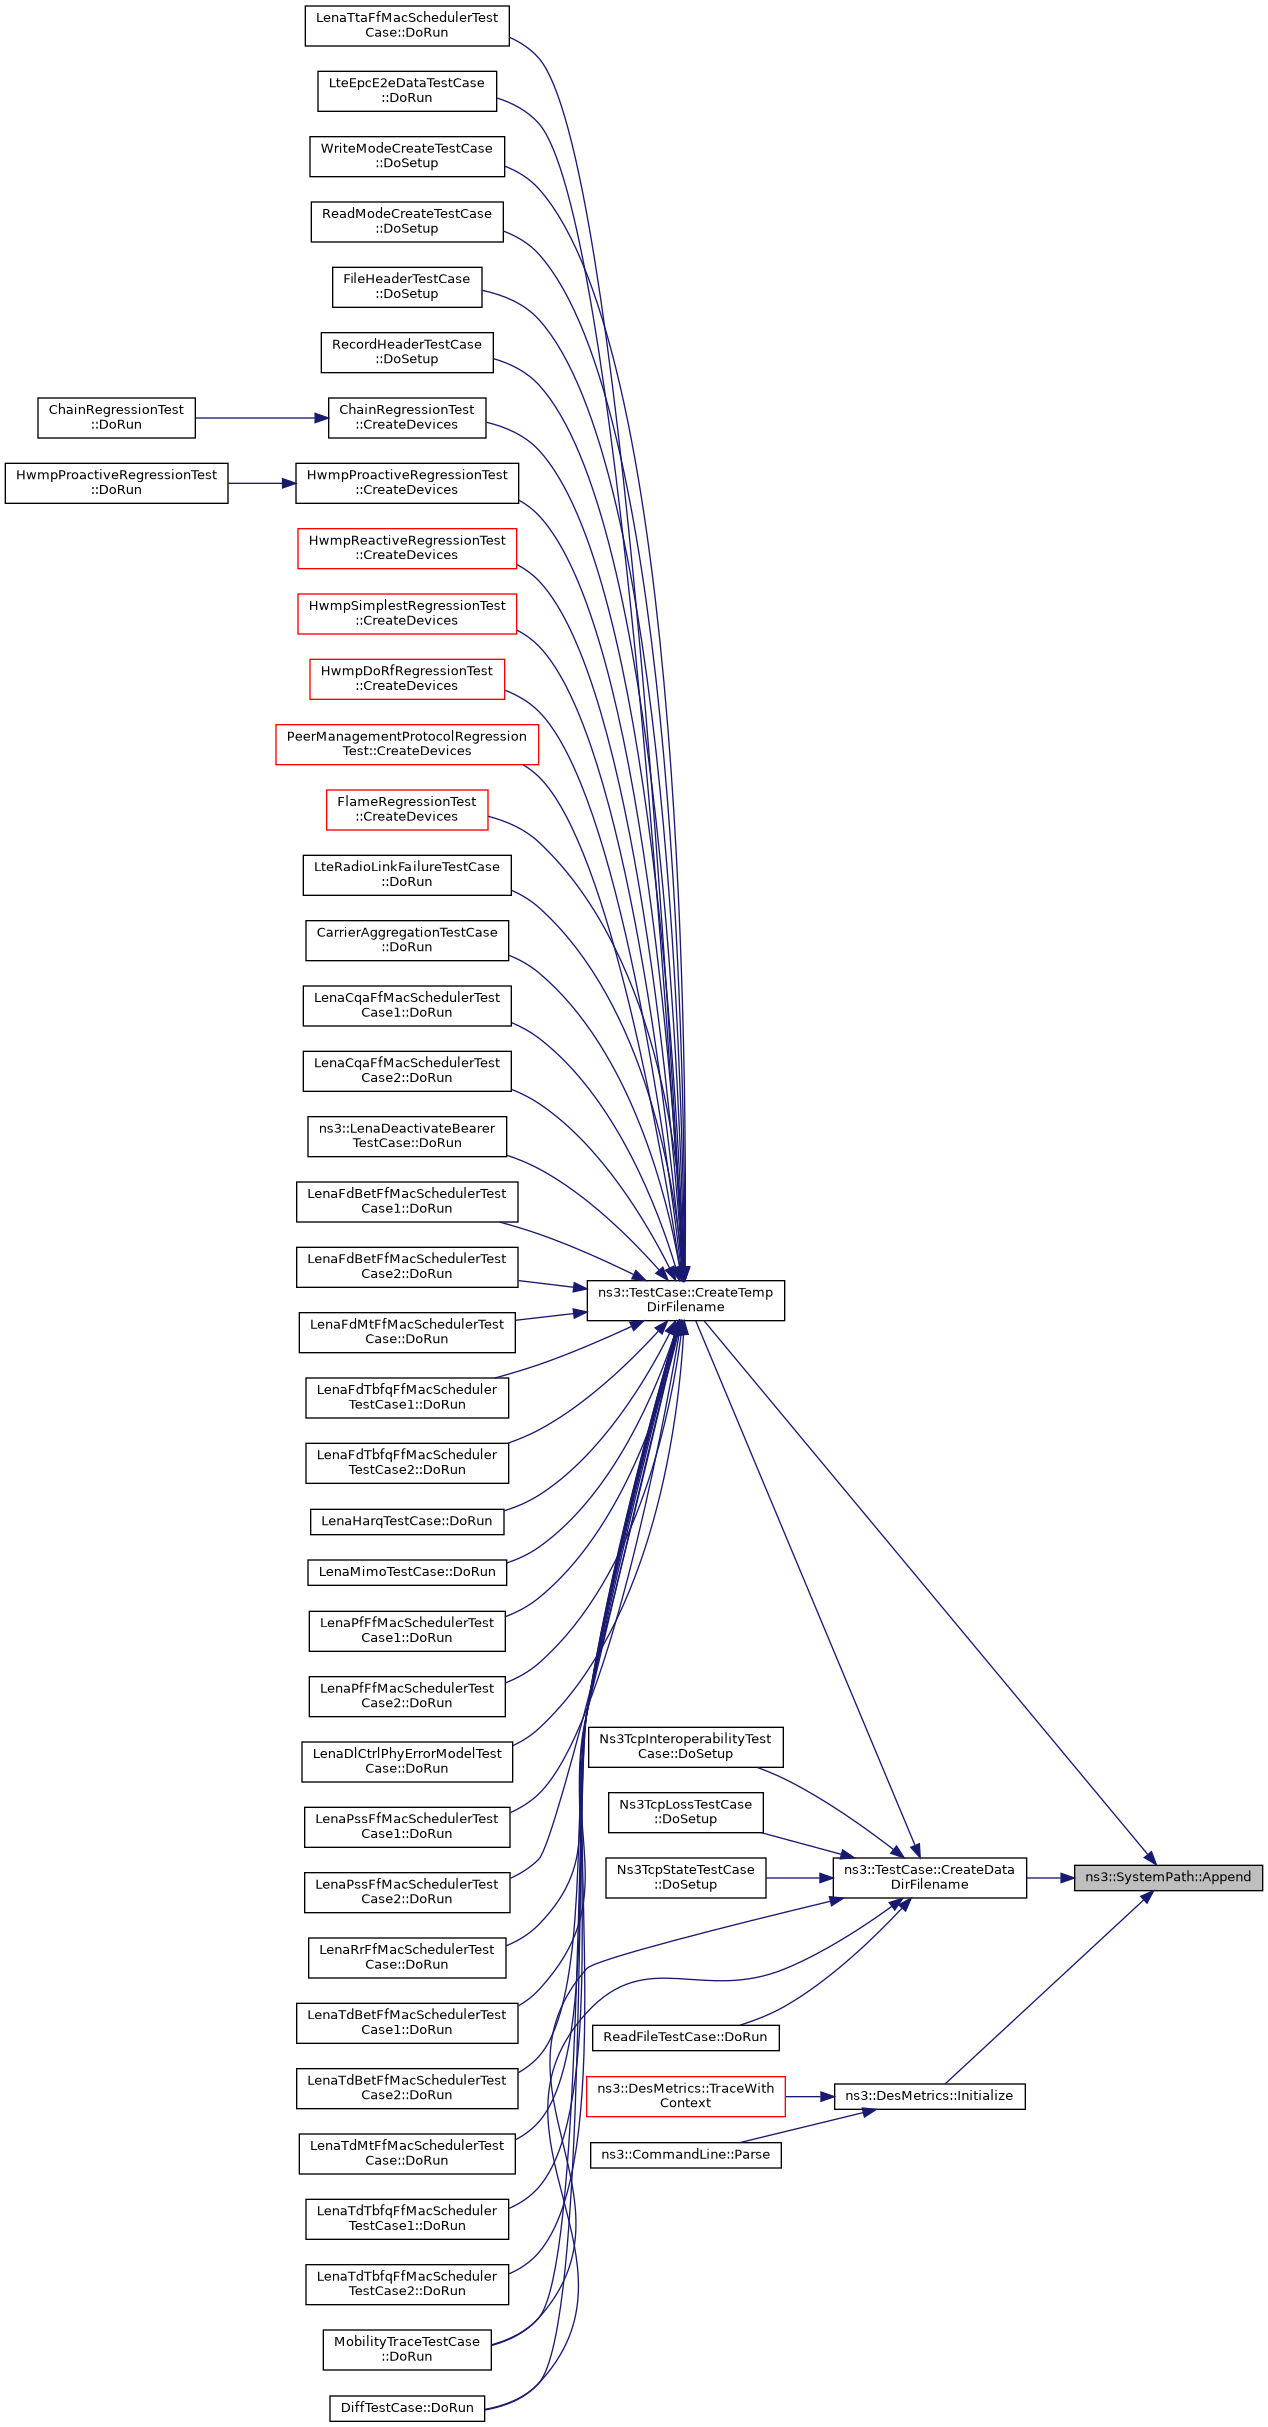 LenaTtaFfMacSchedulerTest
Case::DoRun
LteEpcE2eDataTestCase
::DoRun
WriteModeCreateTestCase
::DoSetup
ReadModeCreateTestCase
::DoSetup
FileHeaderTestCase
::DoSetup
RecordHeaderTestCase
::DoSetup
ChainRegressionTest
::DoRun
ChainRegressionTest
::CreateDevices
HwmpProactiveRegressionTest
::DoRun
HwmpProactiveRegressionTest
::CreateDevices
HwmpReactiveRegressionTest
::CreateDevices
HwmpSimplestRegressionTest
::CreateDevices
HwmpDoRfRegressionTest
::CreateDevices
PeerManagementProtocolRegression
Test::CreateDevices
FlameRegressionTest
::CreateDevices
LteRadioLinkFailureTestCase
::DoRun
CarrierAggregationTestCase
::DoRun
LenaCqaFfMacSchedulerTest
Case1::DoRun
LenaCqaFfMacSchedulerTest
Case2::DoRun
ns3::LenaDeactivateBearer
TestCase::DoRun
LenaFdBetFfMacSchedulerTest
Case1::DoRun
LenaFdBetFfMacSchedulerTest
Case2::DoRun
ns3::TestCase::CreateTemp
DirFilename
LenaFdMtFfMacSchedulerTest
Case::DoRun
LenaFdTbfqFfMacScheduler
TestCase1::DoRun
LenaFdTbfqFfMacScheduler
TestCase2::DoRun
LenaHarqTestCase::DoRun
LenaMimoTestCase::DoRun
LenaPfFfMacSchedulerTest
Case1::DoRun
LenaPfFfMacSchedulerTest
Case2::DoRun
LenaDlCtrlPhyErrorModelTest
Case::DoRun
Ns3TcpInteroperabilityTest
Case::DoSetup
LenaPssFfMacSchedulerTest
Case1::DoRun
Ns3TcpLossTestCase
::DoSetup
LenaPssFfMacSchedulerTest
Case2::DoRun
Ns3TcpStateTestCase
::DoSetup
ns3::TestCase::CreateData
DirFilename
ns3::SystemPath::Append
LenaRrFfMacSchedulerTest
Case::DoRun
LenaTdBetFfMacSchedulerTest
Case1::DoRun
ReadFileTestCase::DoRun
LenaTdBetFfMacSchedulerTest
Case2::DoRun
ns3::DesMetrics::TraceWith
Context
ns3::DesMetrics::Initialize
LenaTdMtFfMacSchedulerTest
Case::DoRun
ns3::CommandLine::Parse
LenaTdTbfqFfMacScheduler
TestCase1::DoRun
LenaTdTbfqFfMacScheduler
TestCase2::DoRun
MobilityTraceTestCase
::DoRun
DiffTestCase::DoRun